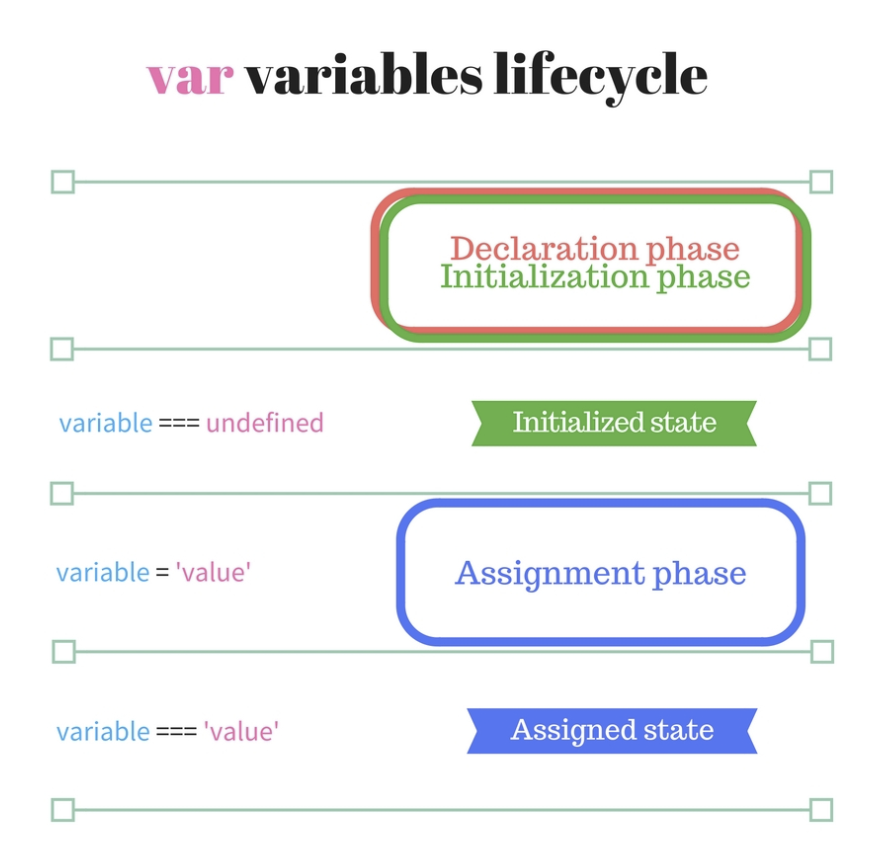 var variables lifecycle
Declaration phase
Initialization phase
variable === undefined
Initialized state
variable = 'value'
Assignment phase
variable === 'value'
Assigned state